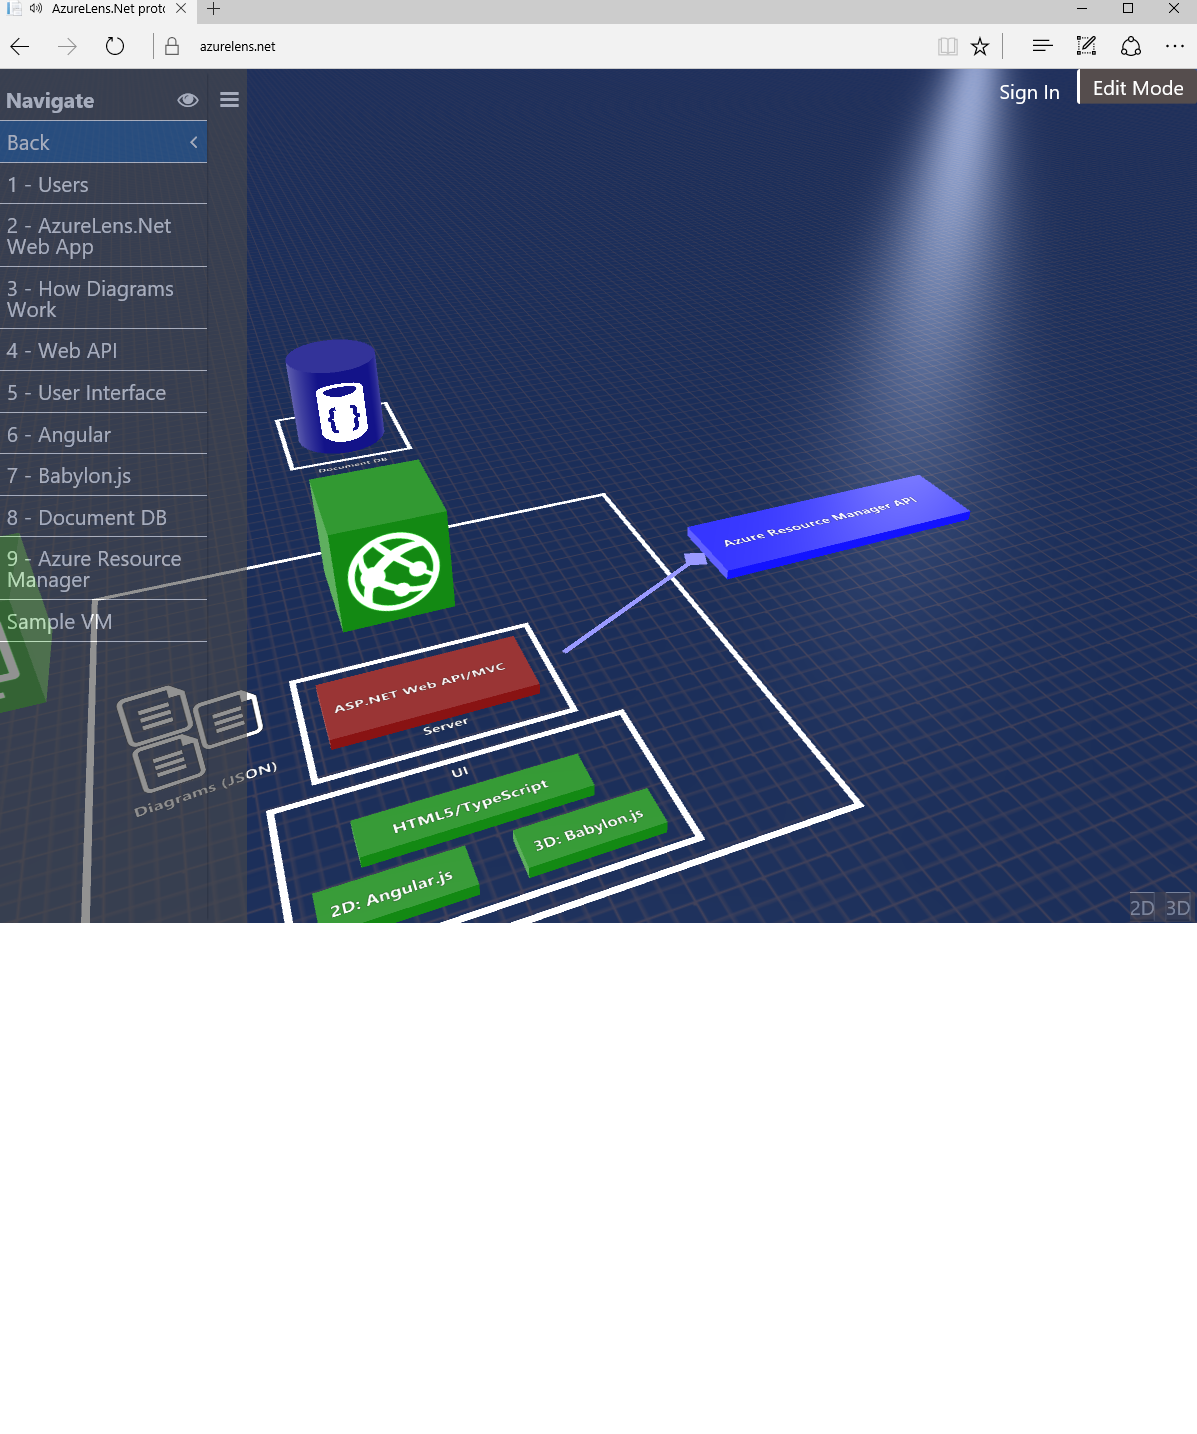 AzureLens.Net proto
azurelens.net
Sign In
Edit Mode
Navigate
Back
1 - Users
2 - AzureLens.Net
Web App
3 - How Diagrams
Work
4 - Web API
5 - User Interface
6 - Angular
7 - Babylon.js
8 - Document DB
9 - Azure Resource
Manager
Sample VM
Document DB
Azure Resource Manager API
ASP.NET Web API/MVC
Server
Diagrams (JSON)
UI
HTML5/TypeScript
3D: Babylon.js
2D: Angular.js
2D 3D